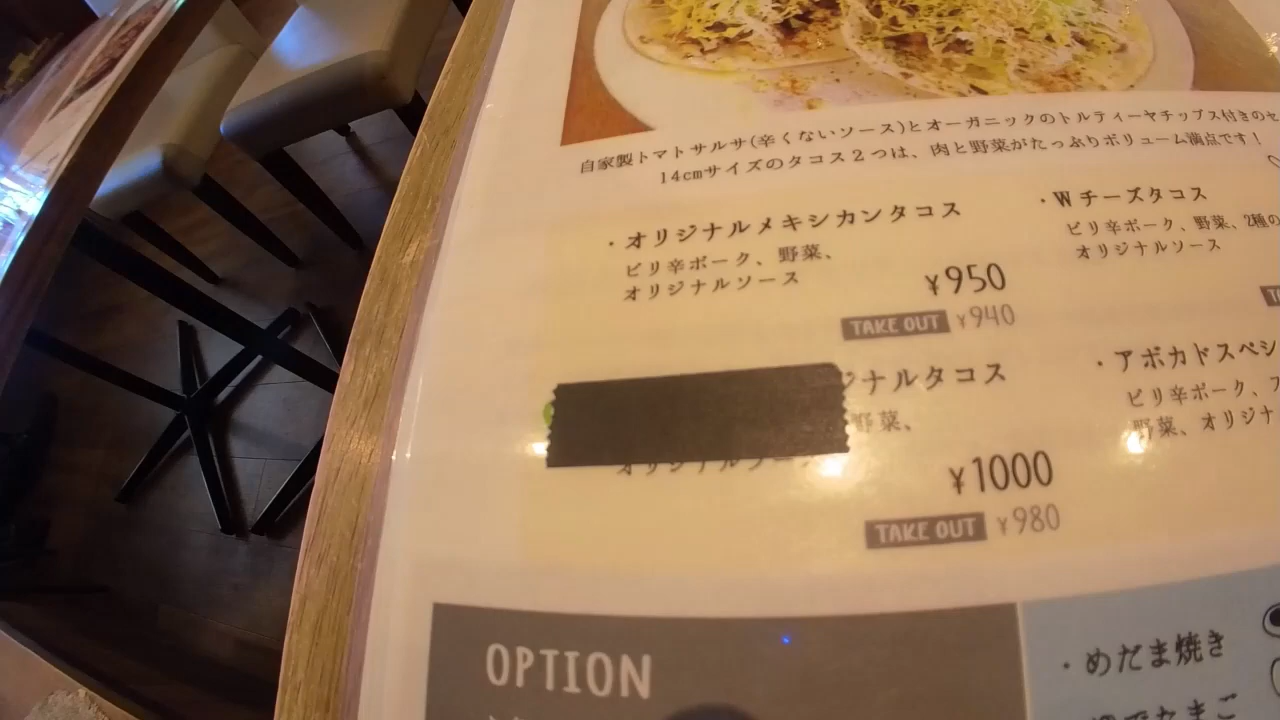 自家製トマトサルサ(辛くないソース)とオーガニックのトルティーヤチップス付きのセ
14cmサイズのタコス2つは、肉と野菜がたっぷりボリューム満点です!
・オリジナルメキシカンタコス
ピリ辛ポーク、野菜、
オリジナルソース
¥950
TAKE OUT ¥940
・Wチーズタコス
ピリ辛ポーク、野菜、2種の
オリジナルソース
ジナルタコス
野菜、
オリジナルソー
¥1000
TAKE OUT ¥980
・アボカドスペシ
ピリ辛ポーク、ア
野菜、オリジナ
OPTION
・めだま焼き